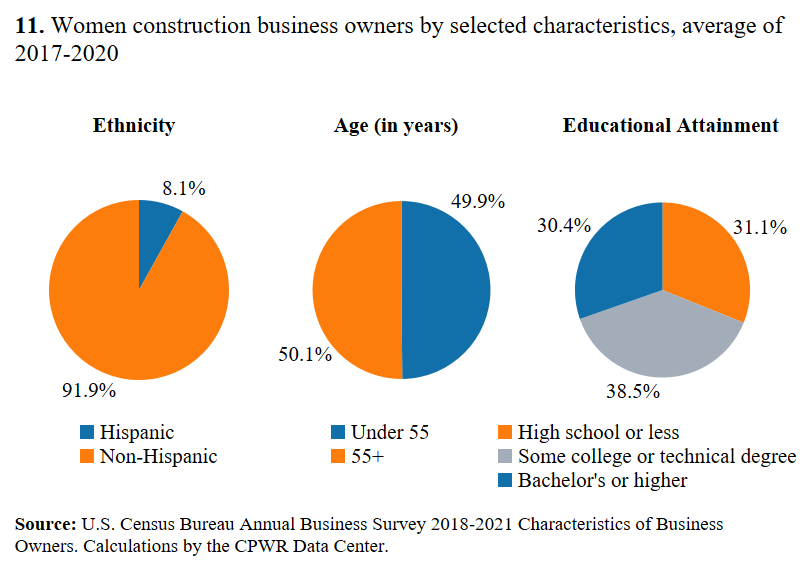 11. Women construction business owners by selected characteristics, average of
2017-2020
Ethnicity
8.1%
91.9%
Hispanic
Non-Hispanic
Age (in years)
49.9%
50.1%
Under 55
55+
Educational Attainment
30.4%
31.1%
38.5%
High school or less
Some college or technical degree
Bachelor's or higher
Source: U.S. Census Bureau Annual Business Survey 2018-2021 Characteristics of Business
Owners. Calculations by the CPWR Data Center.